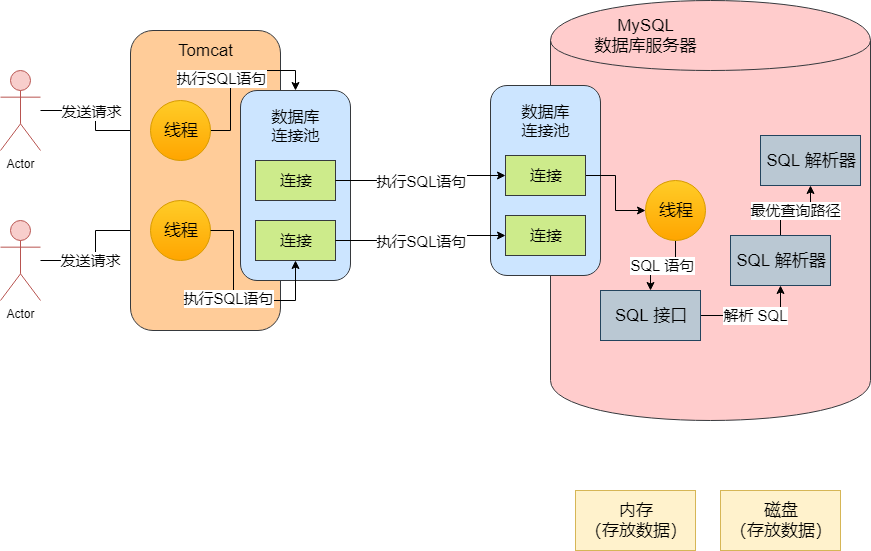 MySQL
数据库服务器
Tomcat
执行SQL语句
发送请求
线程
数据库
连接池
数据库
连接池
Actor
连接
执行SQL语句
连接
SQL 解析器
线程
最优查询路径
线程
连接
执行SQL语句
连接
发送请求
SQL 语句
SQL 解析器
执行SQL语句
Actor
SQL 接口
解析 SQL
内存
（存放数据）
磁盘
（存放数据）